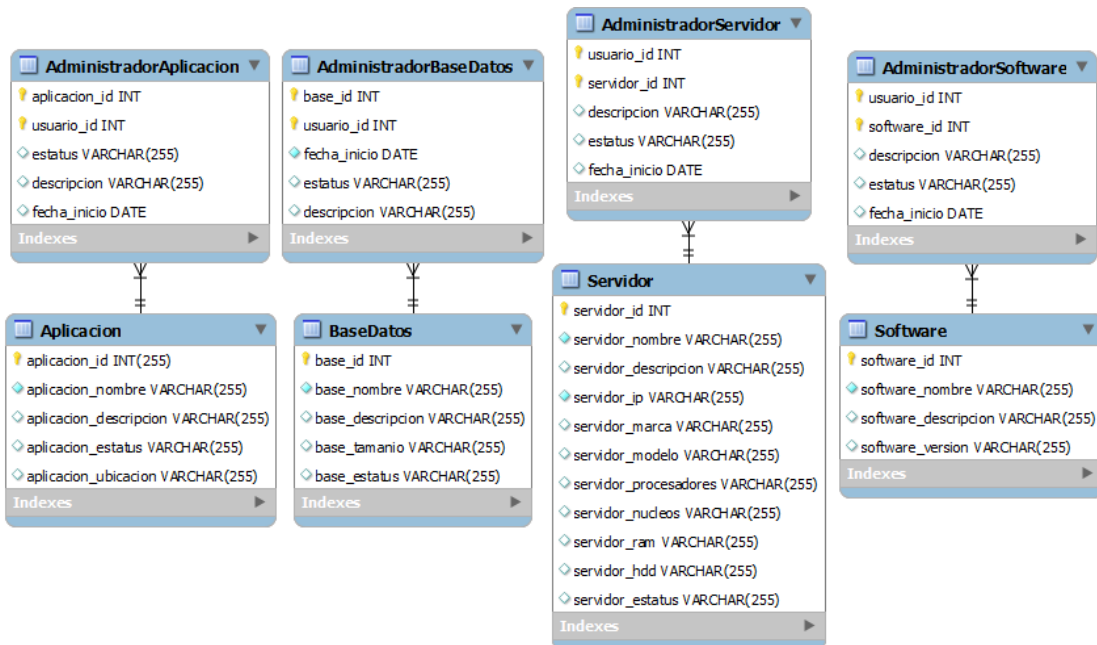 AdministradorAplicacion
aplicacion_id INT
usuario_id INT
estatus VARCHAR(255)
descripcion VARCHAR(255)
fecha_inicio DATE
Indexes
AdministradorBaseDatos
base_id INT
usuario_id INT
fecha_inicio DATE
estatus VARCHAR(255)
descripcion VARCHAR(255)
Indexes
AdministradorServidor
usuario_id INT
servidor_id INT
descripcion VARCHAR(255)
estatus VARCHAR(255)
fecha_inicio DATE
Indexes
AdministradorSoftware
usuario_id INT
software_id INT
descripcion VARCHAR(255)
estatus VARCHAR(255)
fecha_inicio DATE
Indexes
Aplicacion
aplicacion_id INT(255)
aplicacion_nombre VARCHAR(255)
aplicacion_descripcion VARCHAR(255)
aplicacion_estatus VARCHAR(255)
aplicacion_ubicacion VARCHAR(255)
Indexes
BaseDatos
base_id INT
base_nombre VARCHAR(255)
base_descripcion VARCHAR(255)
base_tamanio VARCHAR(255)
base_estatus VARCHAR(255)
Indexes
Servidor
servidor_id INT
servidor_nombre VARCHAR(255)
servidor_descripcion VARCHAR(255)
servidor_ip VARCHAR(255)
servidor_marca VARCHAR(255)
servidor_modelo VARCHAR(255)
servidor_procesadores VARCHAR(255)
servidor_nucleos VARCHAR(255)
servidor_ram VARCHAR(255)
servidor_hdd VARCHAR(255)
servidor_estatus VARCHAR(255)
Indexes
Software
software_id INT
software_nombre VARCHAR(255)
software_descripcion VARCHAR(255)
software_version VARCHAR(255)
Indexes